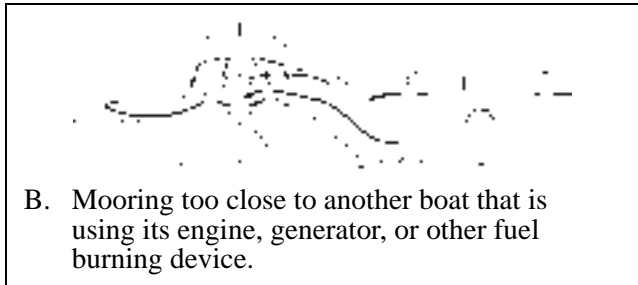 B. Mooring too close to another boat that is
using its engine, generator, or other fuel
burning device.